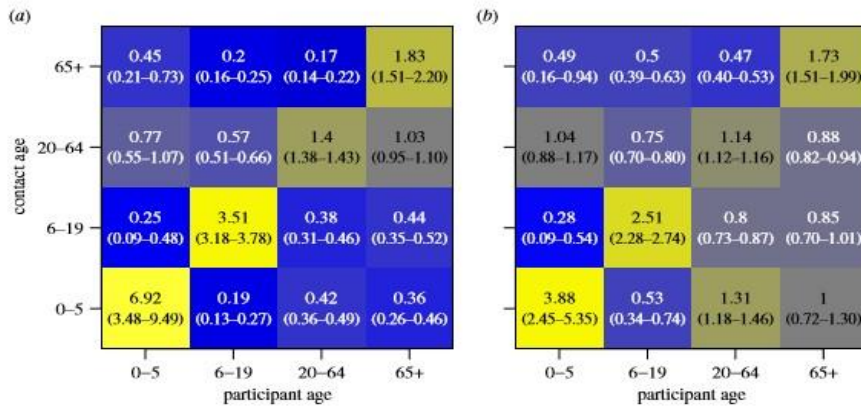 (a)
65+
0.45 0.2 0.17 1.83
(0.21–0.73) (0.16–0.25) (0.14–0.22) (1.51–2.20)
20–64
0.77 0.57 1.4 1.03
(0.55–1.07) (0.51–0.66) (1.38–1.43) (0.95–1.10)
contact age
6–19
0.25 3.51 0.38 0.44
(0.09–0.48) (3.18–3.78) (0.31–0.46) (0.35–0.52)
0–5
6.92 0.19 0.42 0.36
(3.48–9.49) (0.13–0.27) (0.36–0.49) (0.26–0.46)
0–5 6–19 20–64 65+
participant age
(b)
0.49 0.5 0.47 1.73
(0.16–0.94) (0.39–0.63) (0.40–0.53) (1.51–1.99)
1.04 0.75 1.14 0.88
(0.88–1.17) (0.70–0.80) (1.12–1.16) (0.82–0.94)
0.28 2.51 0.8 0.85
(0.09–0.54) (2.28–2.74) (0.73–0.87) (0.70–1.01)
3.88 0.53 1.31 1
(2.45–5.35) (0.34–0.74) (1.18–1.46) (0.72–1.30)
0–5 6–19 20–64 65+
participant age